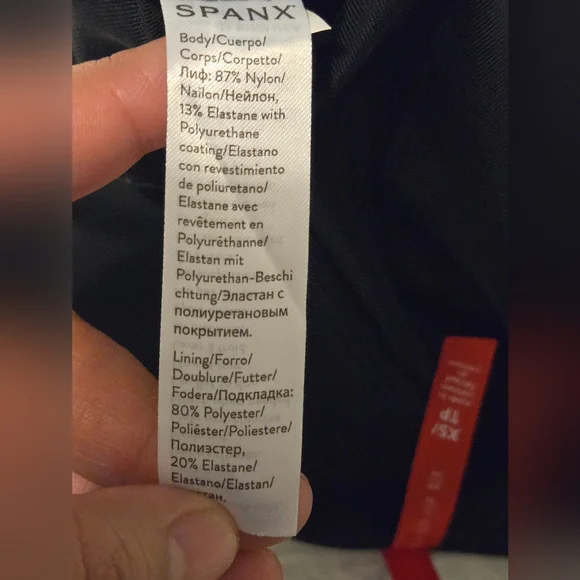 SPANX
Body/Cuerpo/
Corps/Corpetto/
Лиф: 87% Nylon/
Nailon/Нейлон,
13% Elastane with
Polyurethane
coating/Elastano
con revestimiento
de poliuretano/
Elastane avec
revêtement en
Polyuréthanne/
Elastan mit
Polyurethan-Beschi
chtung/Эластан с
полиуретановым
покрытием.
Lining/Forro/
Doublure/Futter/
Fodera/Подкладка:
80% Polyester/
Poliéster/Poliestere/
Полиэстер,
20% Elastane/
Elastano/Elastan/
XS/
TP